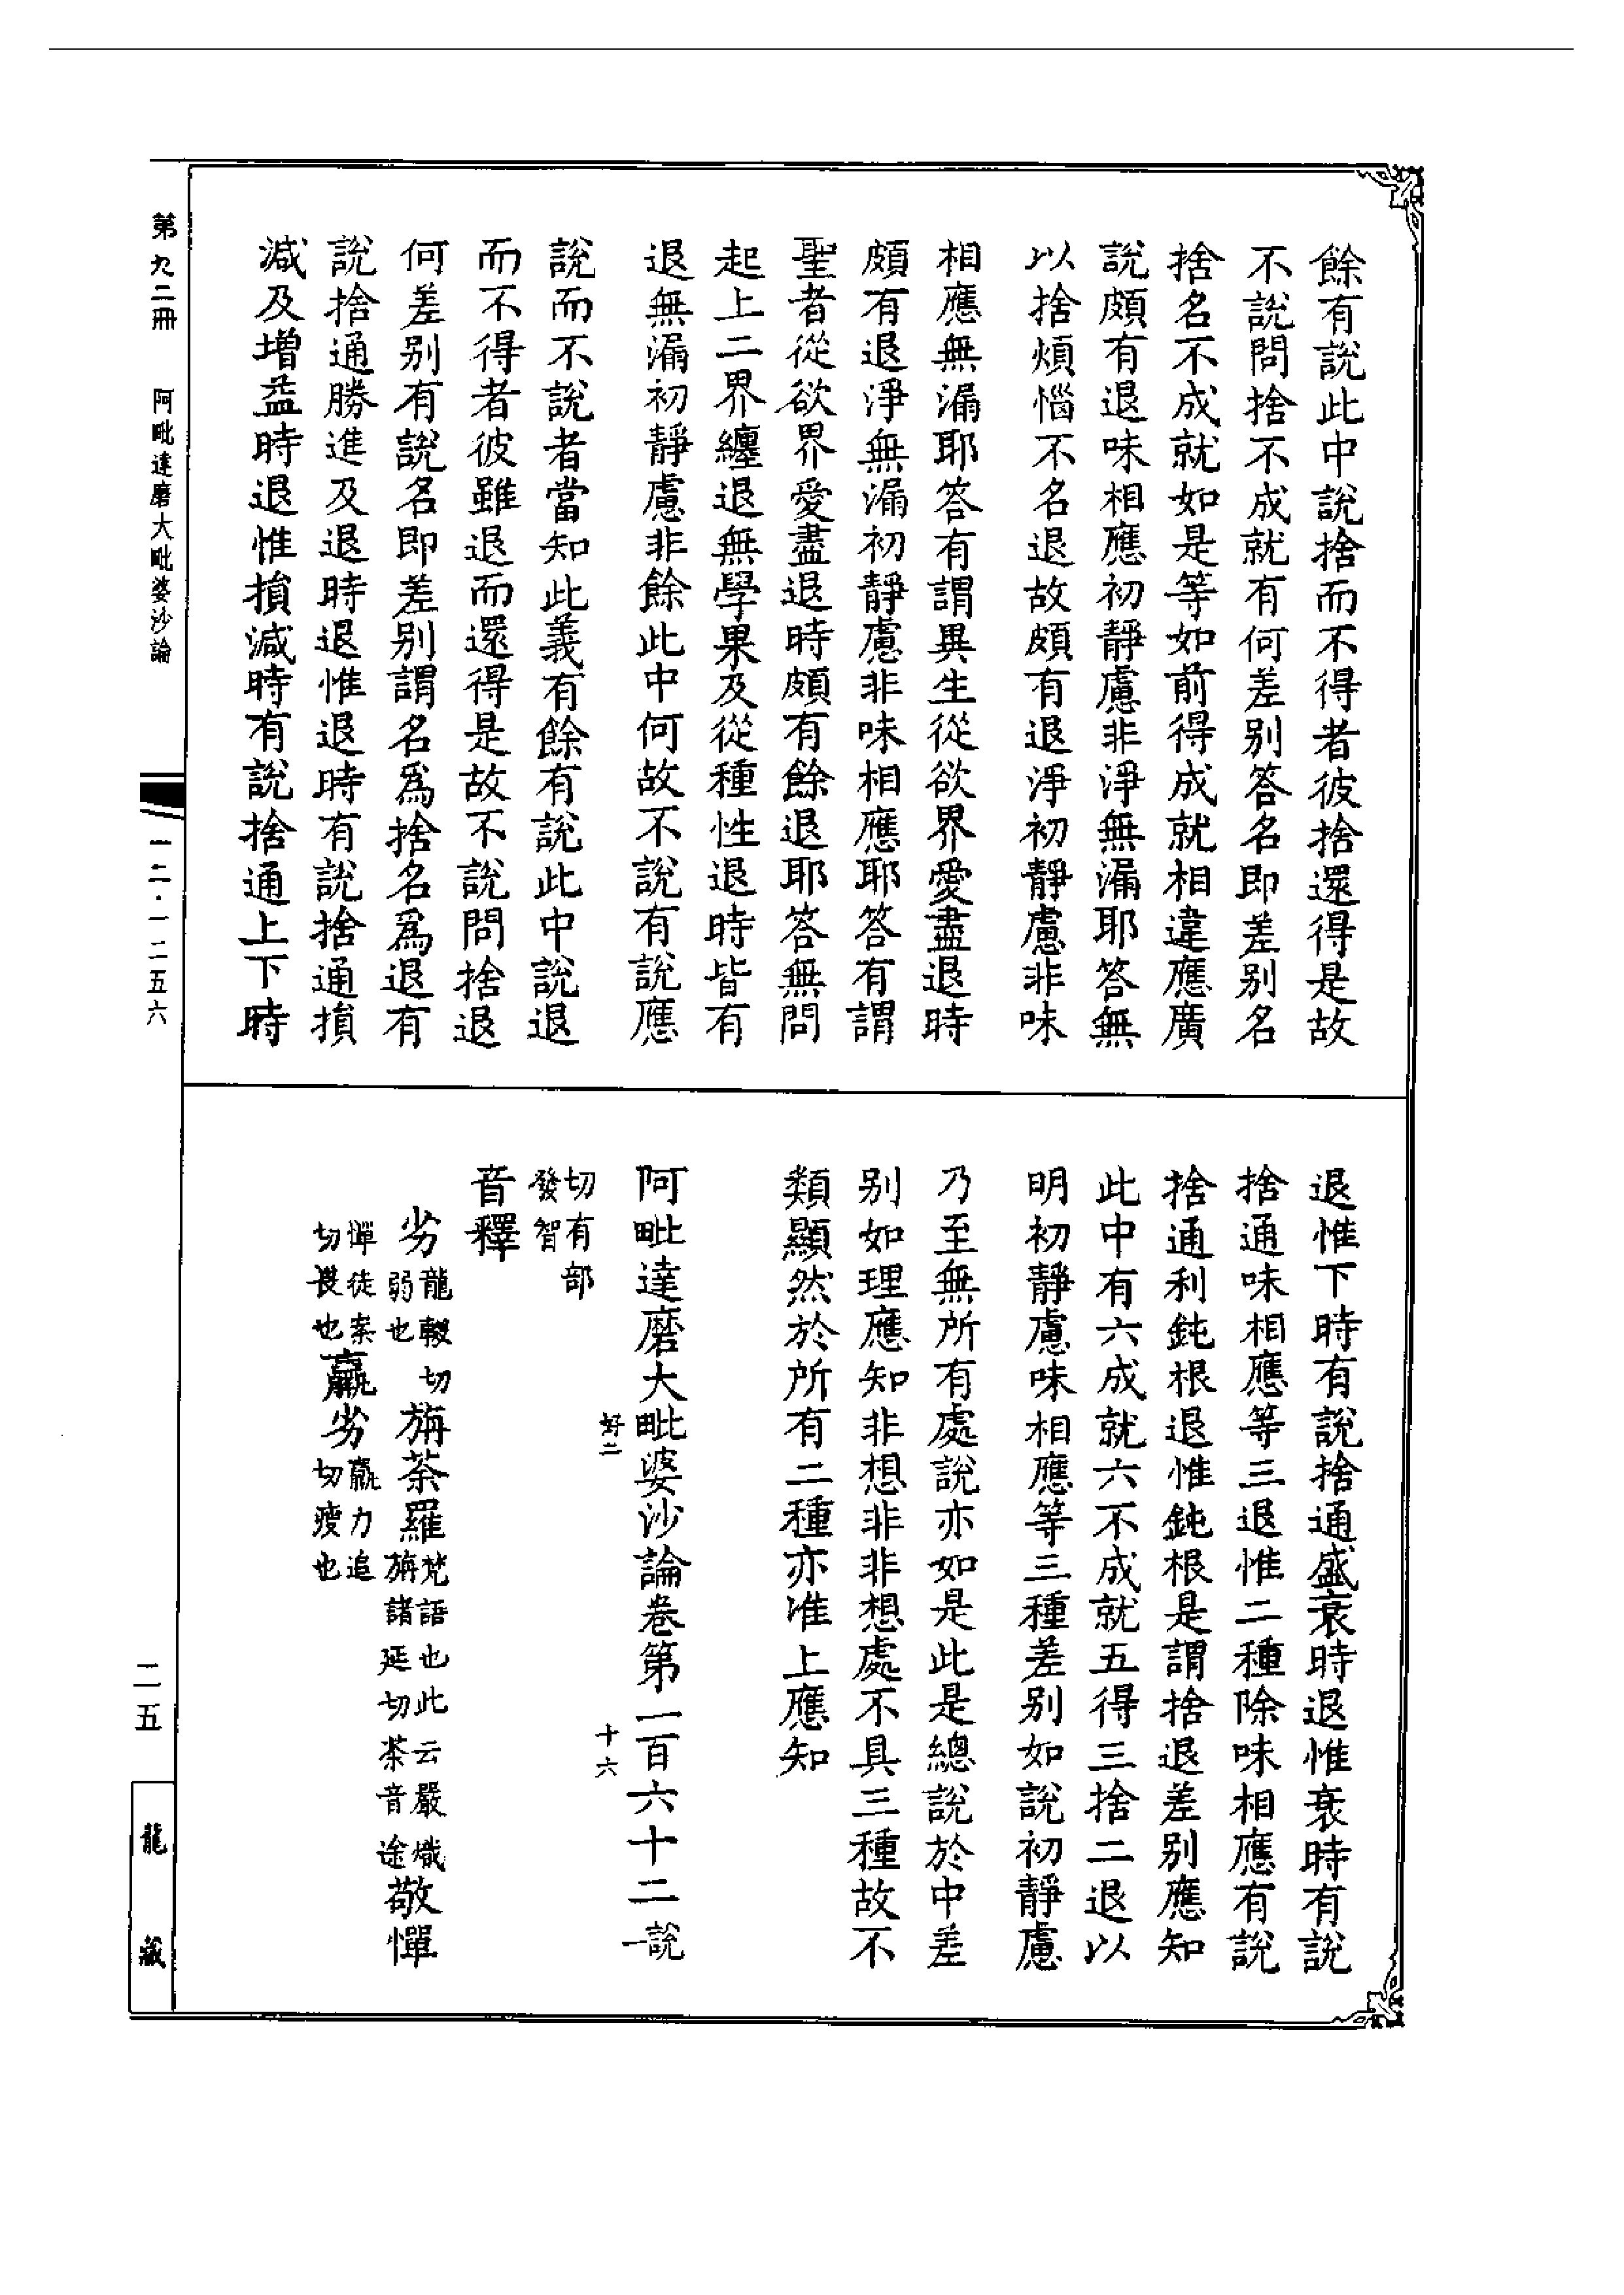 餘有說此中說捨而不得者彼捨還得是故
不說問捨不成就有何差别答名即差别名
捨名不成就如是等如前得成就相違應廣
說頗有退味相應初靜慮非淨無漏耶答無
以捨煩惱不名退故頗有退淨初靜慮非味
相應無漏耶答有謂異生從欲界愛盡退時
頗有退淨無漏初靜慮非味相應耶答有謂
聖者從欲界愛盡退時頗有餘退耶答無問
起上二界纏退無學果及從種性退時皆有
退無漏初靜慮非餘此中何故不說有說應
說而不說者當知此義有餘有說此中說退
而不得者彼雖退而還得是故不說問捨退
何差别有說名即差别謂名爲捨名爲退有
說捨通勝進及退時退惟退時有說捨通損
減及增益時退惟損減時有說捨通上下時
退惟下時有說捨通盛衰時退惟衰時有說
捨通味相應等三退惟二種除味相應有說
捨通利鈍根退惟鈍根是謂捨退差别應知
此中有六成就六不成就五得三捨二退以
明初靜慮味相應等三種差别如說初靜慮
乃至無所有處說亦如是此是總說於中差
别如理應知非想非非想處不具三種故不
類顯然於所有二種亦准上應知
阿毗達磨大毗婆沙論卷第一百六十二 說一
切有部
發智
好二
十六
音釋
劣 龍輟切弱也 旃荼羅 梵語也此云嚴熾旃諸延切荼音途 敬憚
憚徒案切畏也 羸劣 羸力追切瘦也
第九二冊 阿毗達磨大毗婆沙論
一二·一二五六
二五
龍藏